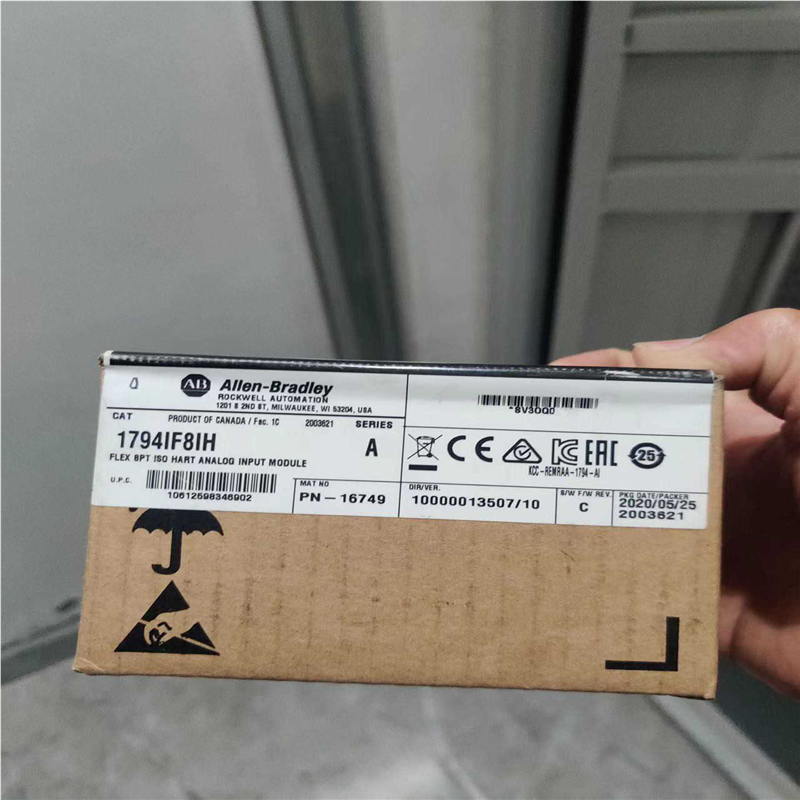 AB Allen-Bradley
ROCKWELL AUTOMATION
1201 S 2ND ST, MILWAUKEE, WI 53204, USA
CAT
PRODUCT OF CANADA / Fac. 1C 2003621 SERIES
1794IF8IH A
FLEX 8PT ISO HART ANALOG INPUT MODULE
U.P.C.
10612598346902
MAT NO
PN-16749
DIR/VER.
10000013507/10
S/W F/W REV.
C
PKG DATE/PACKER
2020/05/25
2003621
CE EAC 25
KCC-REMRAA-1794-AI